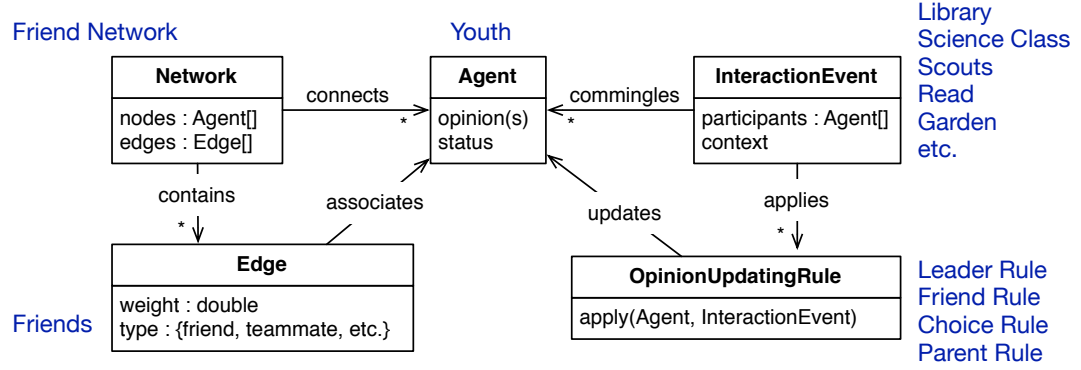 Friend Network
Youth
Library
Science Class
Scouts
Read
Garden
etc.
Network
nodes : Agent[]
edges : Edge[]
connects
*
Agent
opinion(s)
status
commingles
*
InteractionEvent
participants : Agent[]
context
contains
*
associates
updates
applies
*
Edge
weight : double
type : {friend, teammate, etc.}
Friends
OpinionUpdatingRule
apply(Agent, InteractionEvent)
Leader Rule
Friend Rule
Choice Rule
Parent Rule